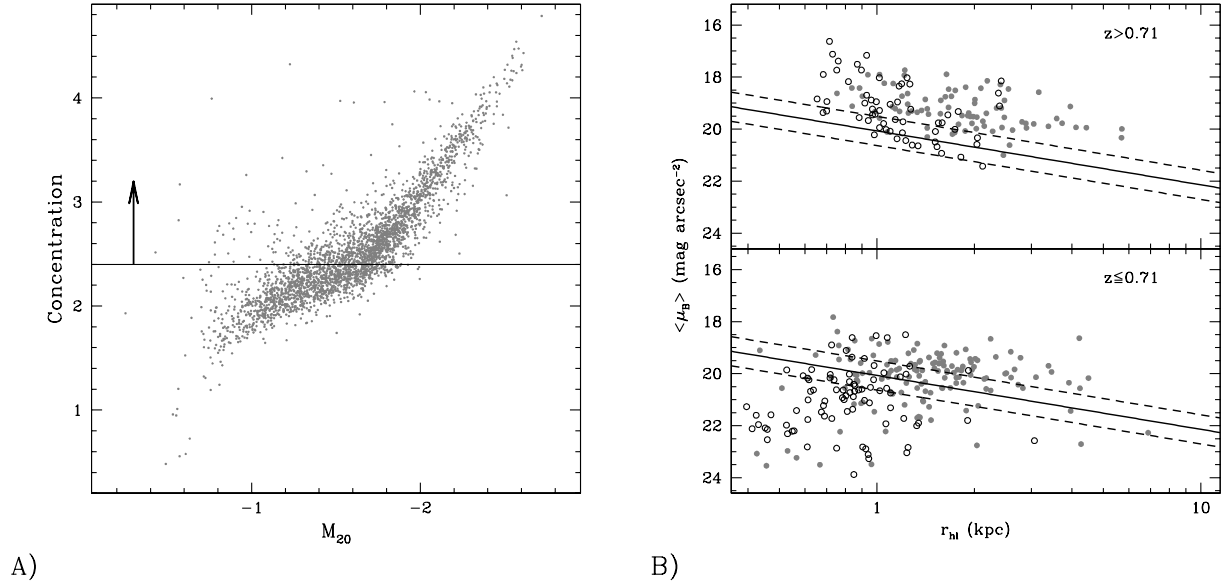 4
3
2
1
Concentration
−1
−2
M20
A)
z>0.71
16
18
20
22
24
z≦0.71
16
18
20
22
24
<μB> (mag arcsec−2)
1
10
rhl (kpc)
B)